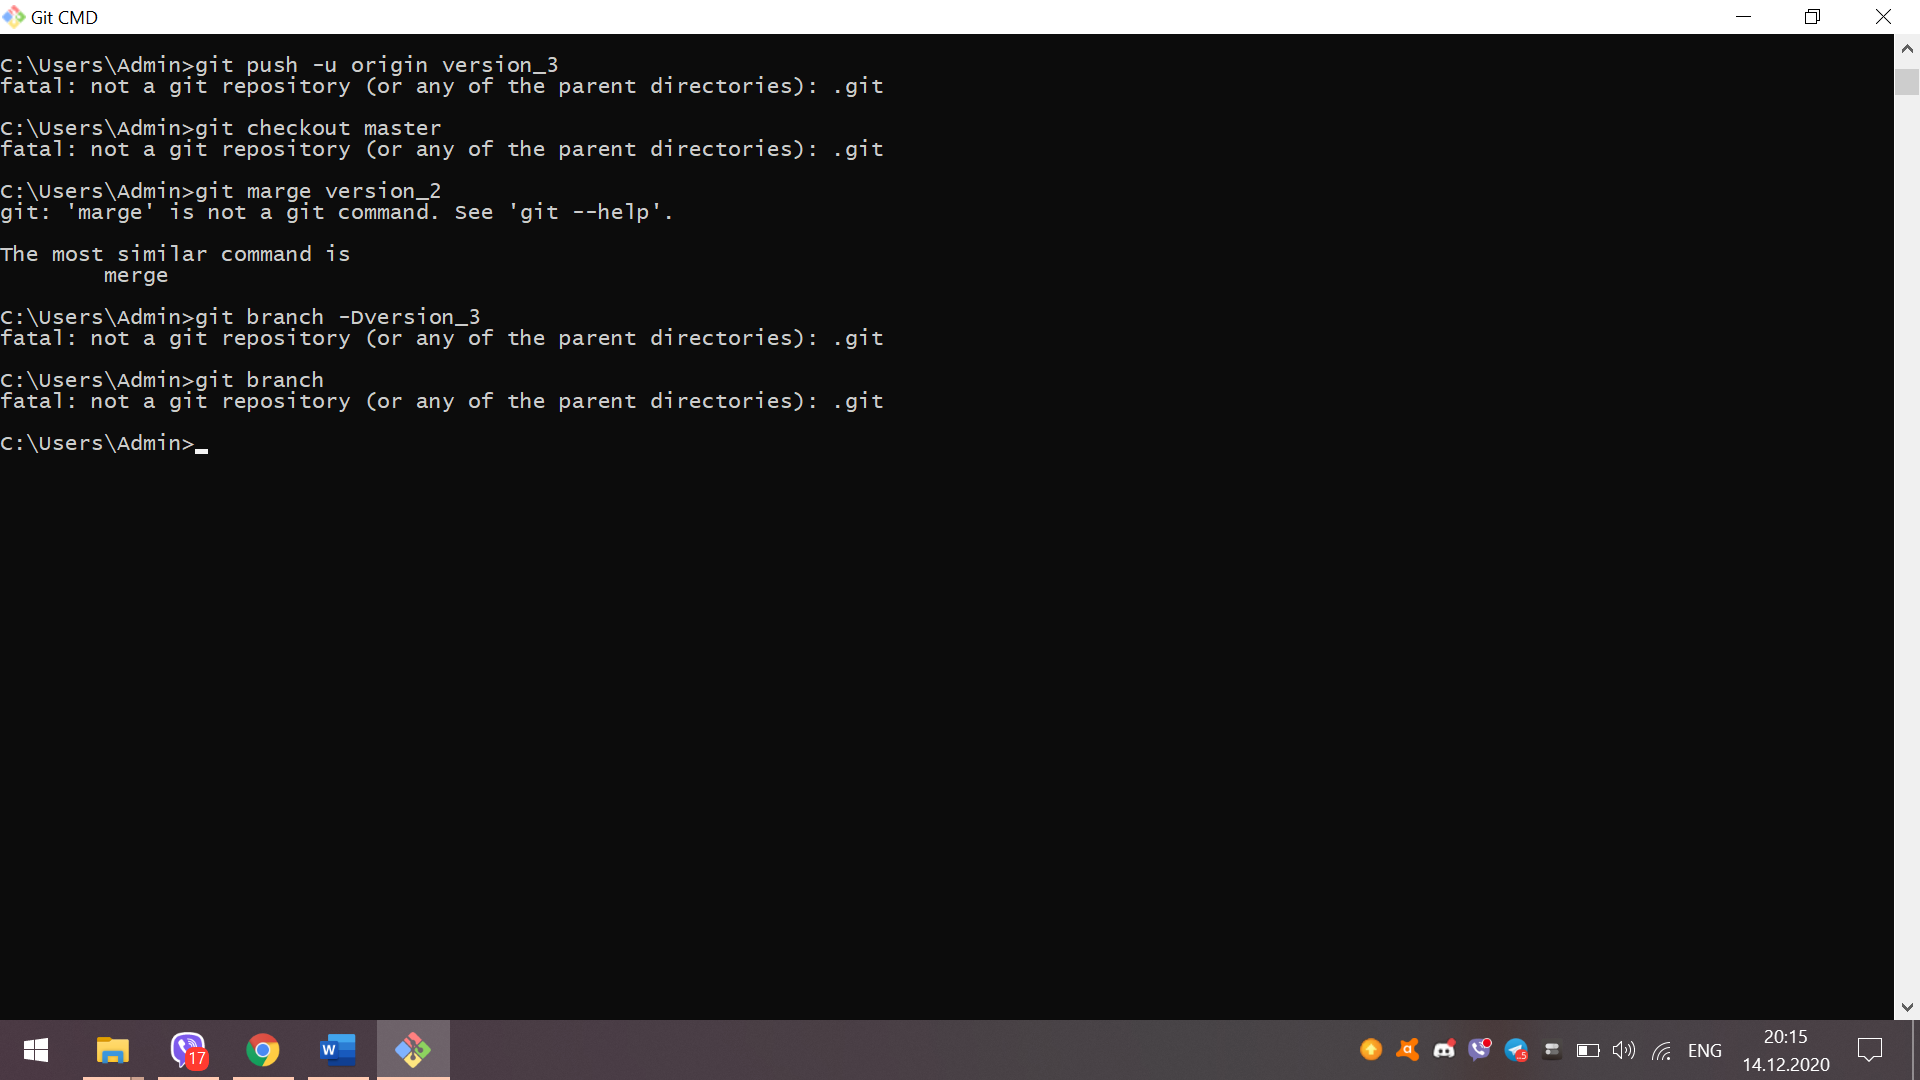 Git CMD
C:\Users\Admin>git push -u origin version_3
fatal: not a git repository (or any of the parent directories): .git
C:\Users\Admin>git checkout master
fatal: not a git repository (or any of the parent directories): .git
C:\Users\Admin>git marge version_2
git: 'marge' is not a git command. See 'git --help'.
The most similar command is
merge
C:\Users\Admin>git branch -Dversion_3
fatal: not a git repository (or any of the parent directories): .git
C:\Users\Admin>git branch
fatal: not a git repository (or any of the parent directories): .git
C:\Users\Admin>
17
W
5
ENG
20:15
14.12.2020